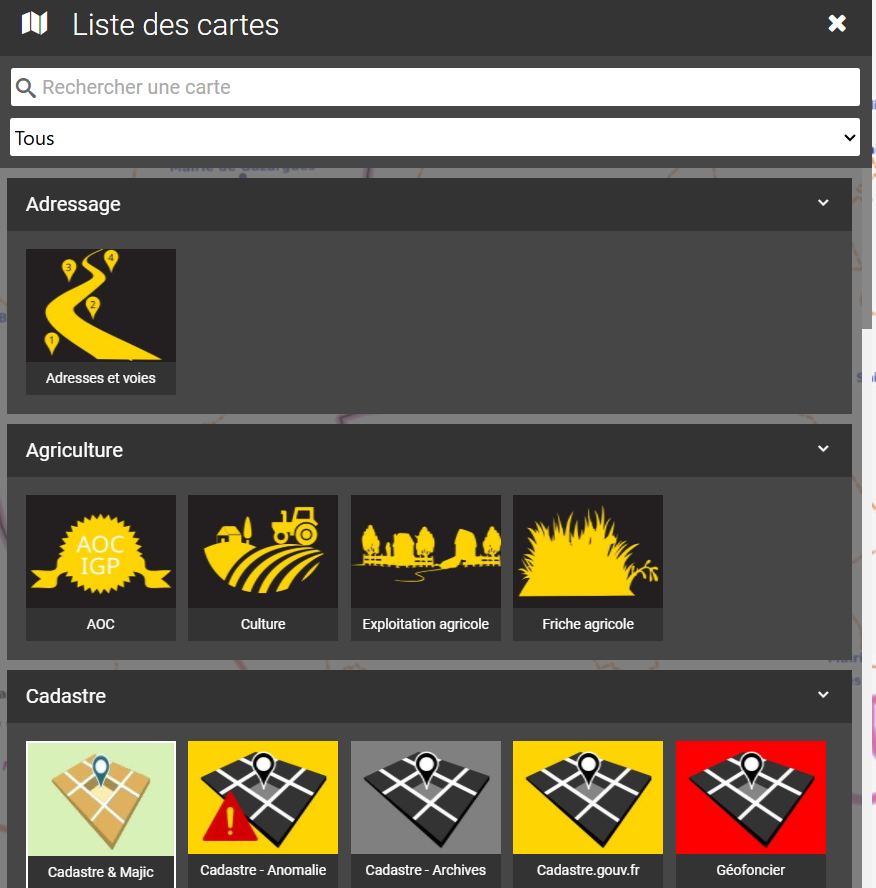 Liste des cartes
Rechercher une carte
Tous
Adressage
1
2
3
4
Adresses et voies
Agriculture
AOC
IGP
AOC
Culture
Exploitation agricole
Friche agricole
Cadastre
Cadastre & Majic
Cadastre - Anomalie
Cadastre - Archives
Cadastre.gouv.fr
Géofoncier